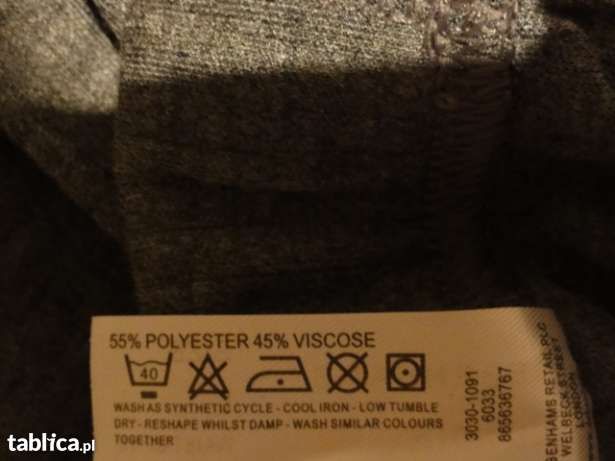 55% POLYESTER 45% VISCOSE
40
WASH AS SYNTHETIC CYCLE - COOL IRON - LOW TUMBLE
DRY - RESHAPE WHILST DAMP - WASH SIMILAR COLOURS
TOGETHER
3030-1091
6033
865636767
BENHAMS RETAIL PLC
WELBECK STREET
LONDON
tablica.pl